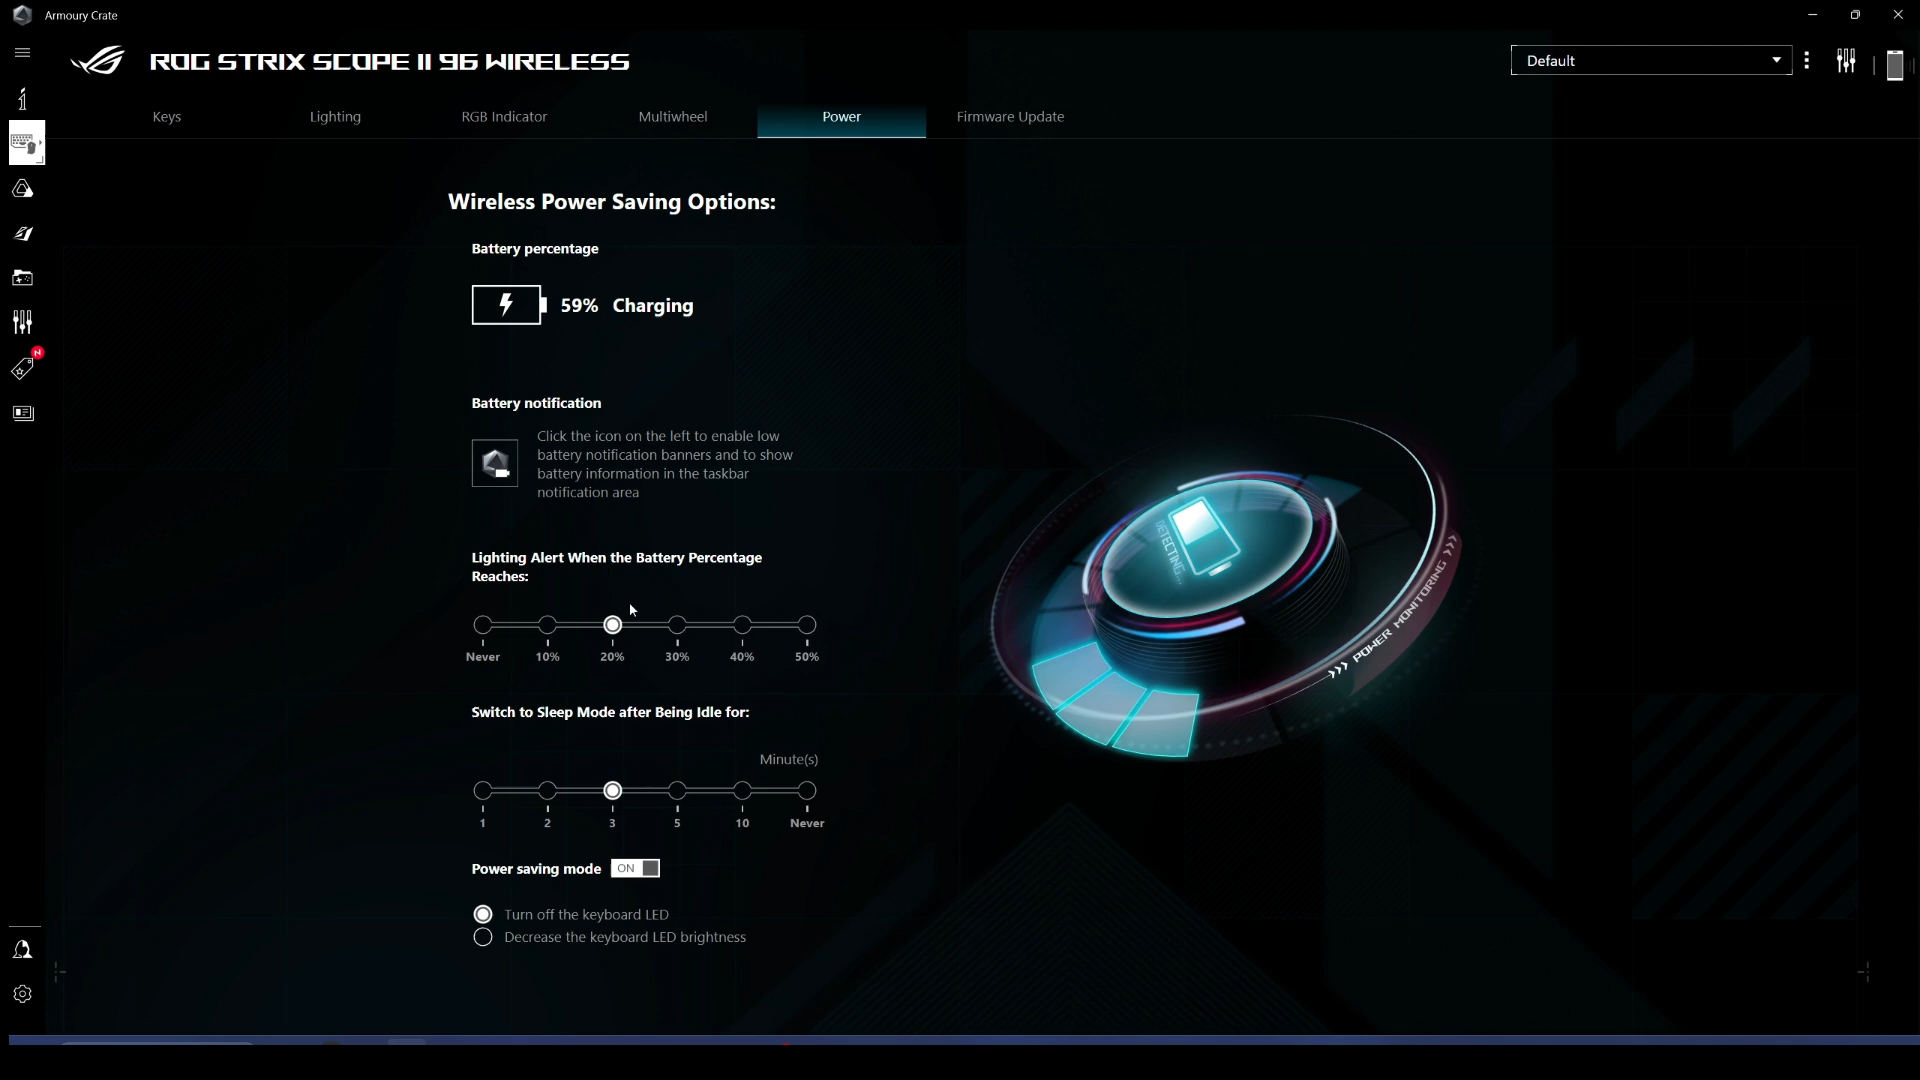 Armoury Crate
ROG STRIX SCOPE II 96 WIRELESS
Default
Keys
Lighting
RGB Indicator
Multiwheel
Power
Firmware Update
Wireless Power Saving Options:
Battery percentage
59% Charging
Battery notification
Click the icon on the left to enable low
battery notification banners and to show
battery information in the taskbar
notification area
DETECTING...
>>> POWER MONITORING >>>
Lighting Alert When the Battery Percentage
Reaches:
Never 10% 20% 30% 40% 50%
Switch to Sleep Mode after Being Idle for:
Minute(s)
1 2 3 5 10 Never
Power saving mode ON
Turn off the keyboard LED
Decrease the keyboard LED brightness
N